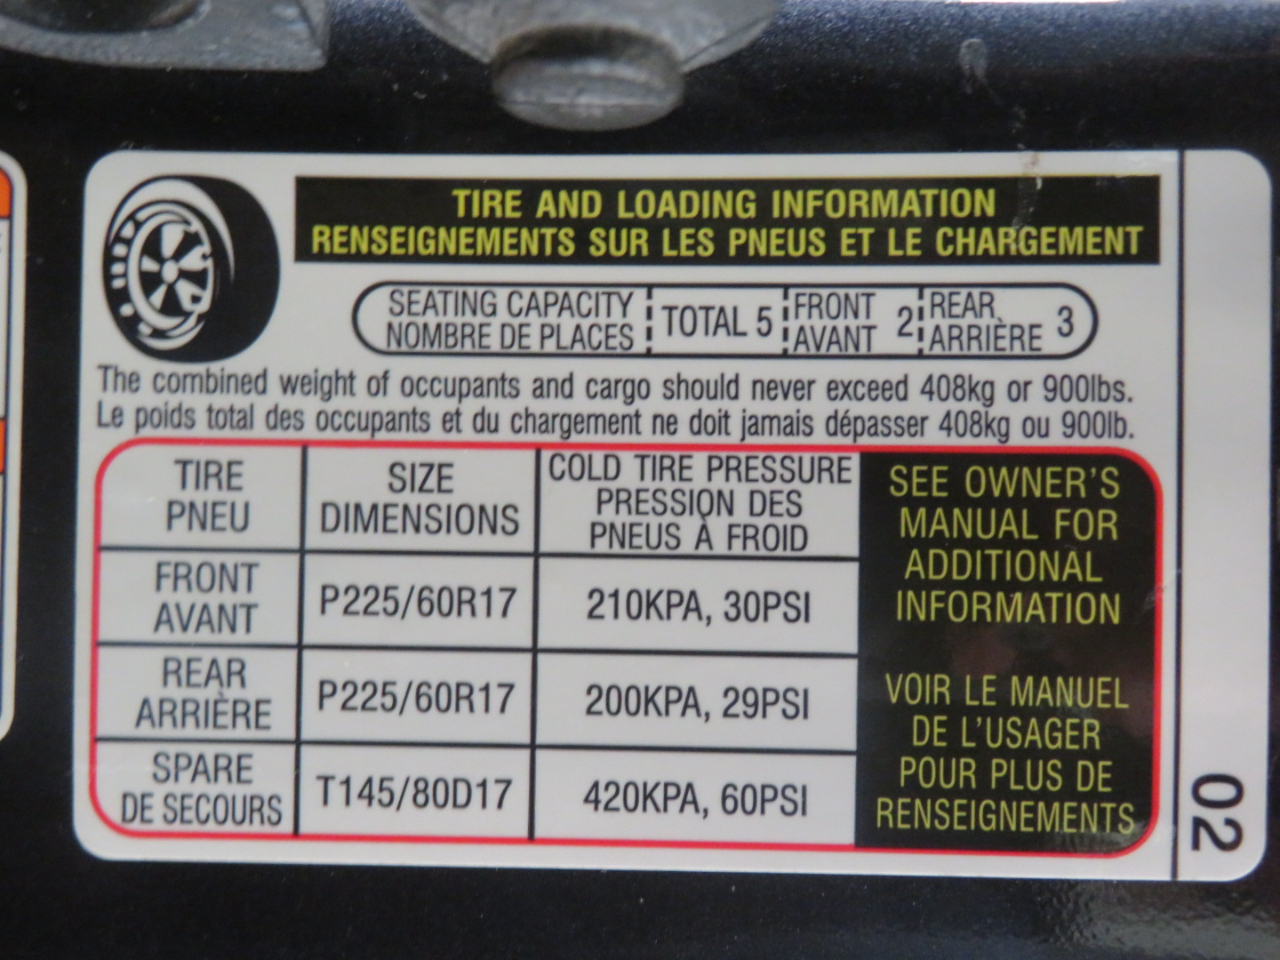 TIRE AND LOADING INFORMATION
RENSEIGNEMENTS SUR LES PNEUS ET LE CHARGEMENT
SEATING CAPACITY
NOMBRE DE PLACES
TOTAL 5
FRONT
AVANT 2
REAR
ARRIÈRE 3
The combined weight of occupants and cargo should never exceed 408kg or 900lbs.
Le poids total des occupants et du chargement ne doit jamais dépasser 408kg ou 900lb.
TIRE
PNEU
SIZE
DIMENSIONS
COLD TIRE PRESSURE
PRESSION DES
PNEUS À FROID
FRONT
AVANT
P225/60R17
210KPA, 30PSI
REAR
ARRIÈRE
P225/60R17
200KPA, 29PSI
SPARE
DE SECOURS
T145/80D17
420KPA, 60PSI
SEE OWNER'S
MANUAL FOR
ADDITIONAL
INFORMATION
VOIR LE MANUEL
DE L'USAGER
POUR PLUS DE
RENSEIGNEMENTS
02